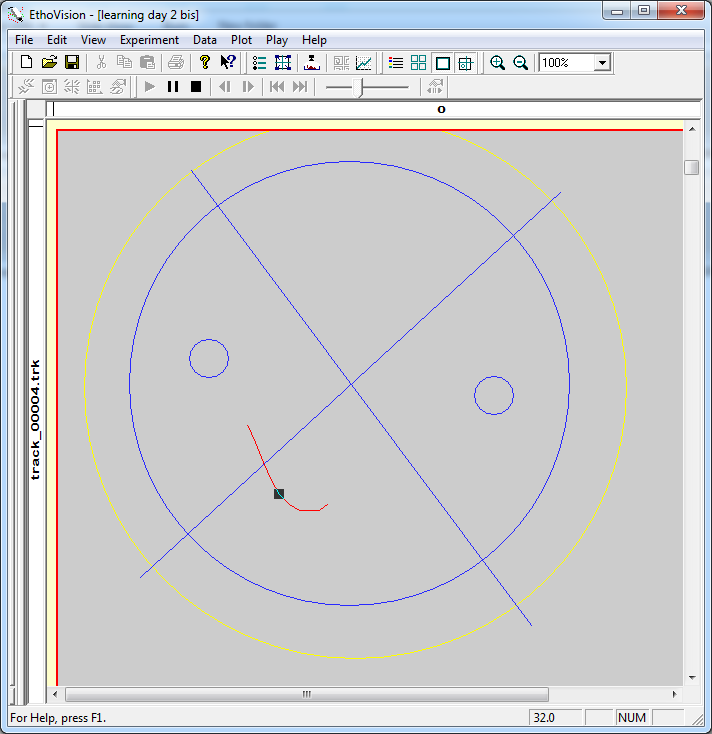 EthoVision - [learning day 2 bis]
File Edit View Experiment Data Plot Play Help
100%
0
track_00004.trk
For Help, press F1.
32.0
NUM